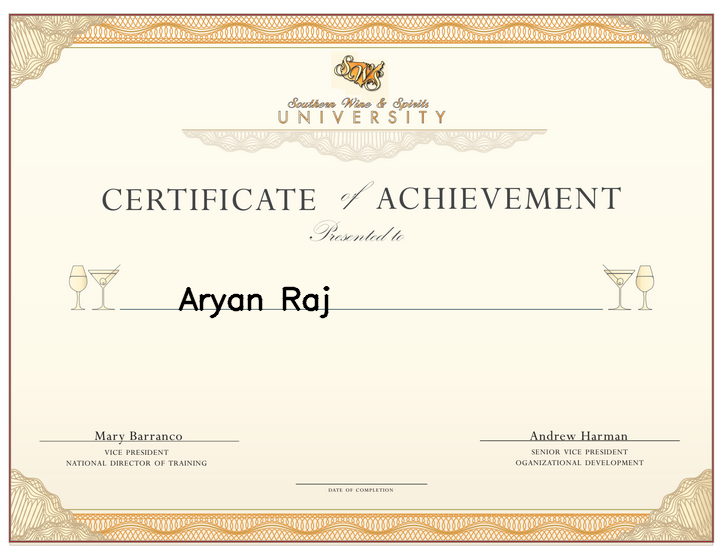 SWS
Southern Wine & Spirits
UNIVERSITY
CERTIFICATE of ACHIEVEMENT
Presented to
Aryan Raj
Mary Barranco
VICE PRESIDENT
NATIONAL DIRECTOR OF TRAINING
Andrew Harman
SENIOR VICE PRESIDENT
OGANIZATIONAL DEVELOPMENT
DATE OF COMPLETION